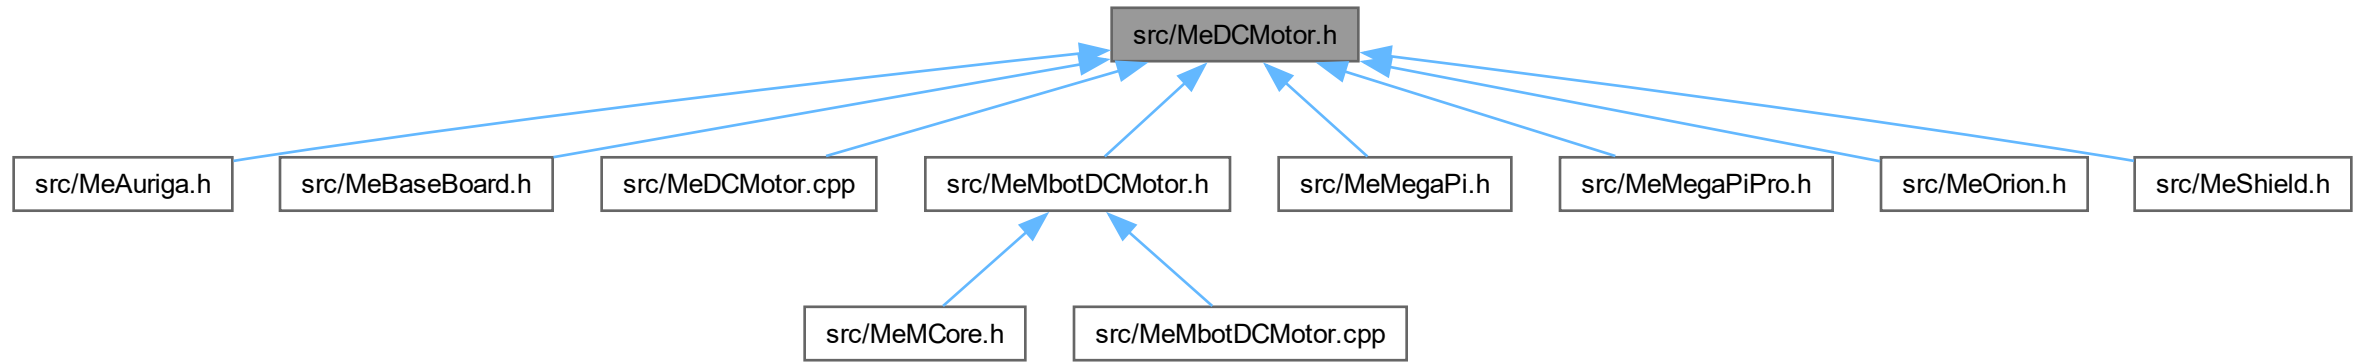 src/MeDCMotor.h
src/MeAuriga.h
src/MeBaseBoard.h
src/MeDCMotor.cpp
src/MeMbotDCMotor.h
src/MeMegaPi.h
src/MeMegaPiPro.h
src/MeOrion.h
src/MeShield.h
src/MeMCore.h
src/MeMbotDCMotor.cpp